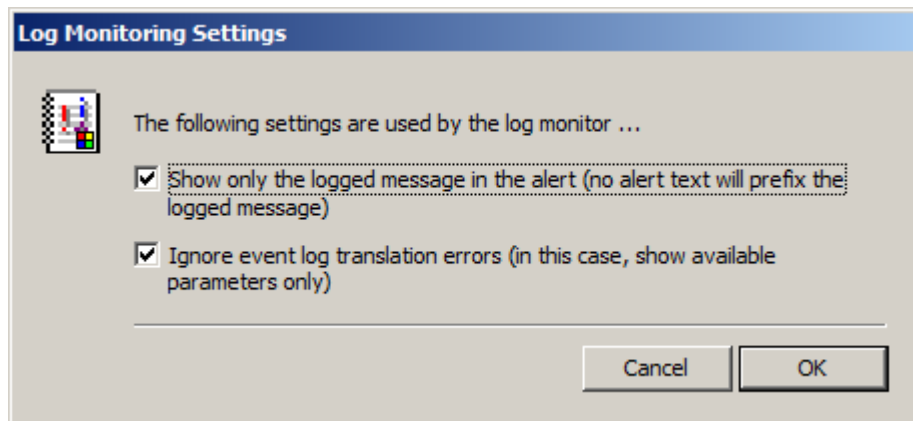 Log Monitoring Settings
The following settings are used by the log monitor ...
Show only the logged message in the alert (no alert text will prefix the
logged message)
Ignore event log translation errors (in this case, show available
parameters only)
Cancel
OK